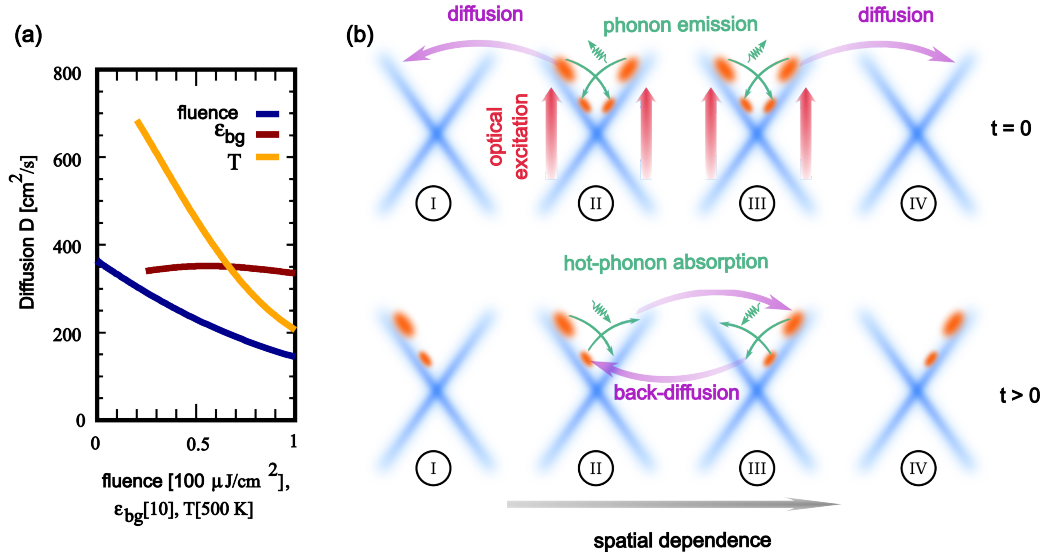 (a)
800
600
400
200
0
0
0.5
1
Diffusion D [cm²/s]
fluence
εbg
T
fluence [100 μJ/cm ²],
εbg[10], T[500 K]
(b)
diffusion
phonon emission
diffusion
optical
excitation
t = 0
I
II
III
IV
hot-phonon absorption
back-diffusion
t > 0
I
II
III
IV
spatial dependence